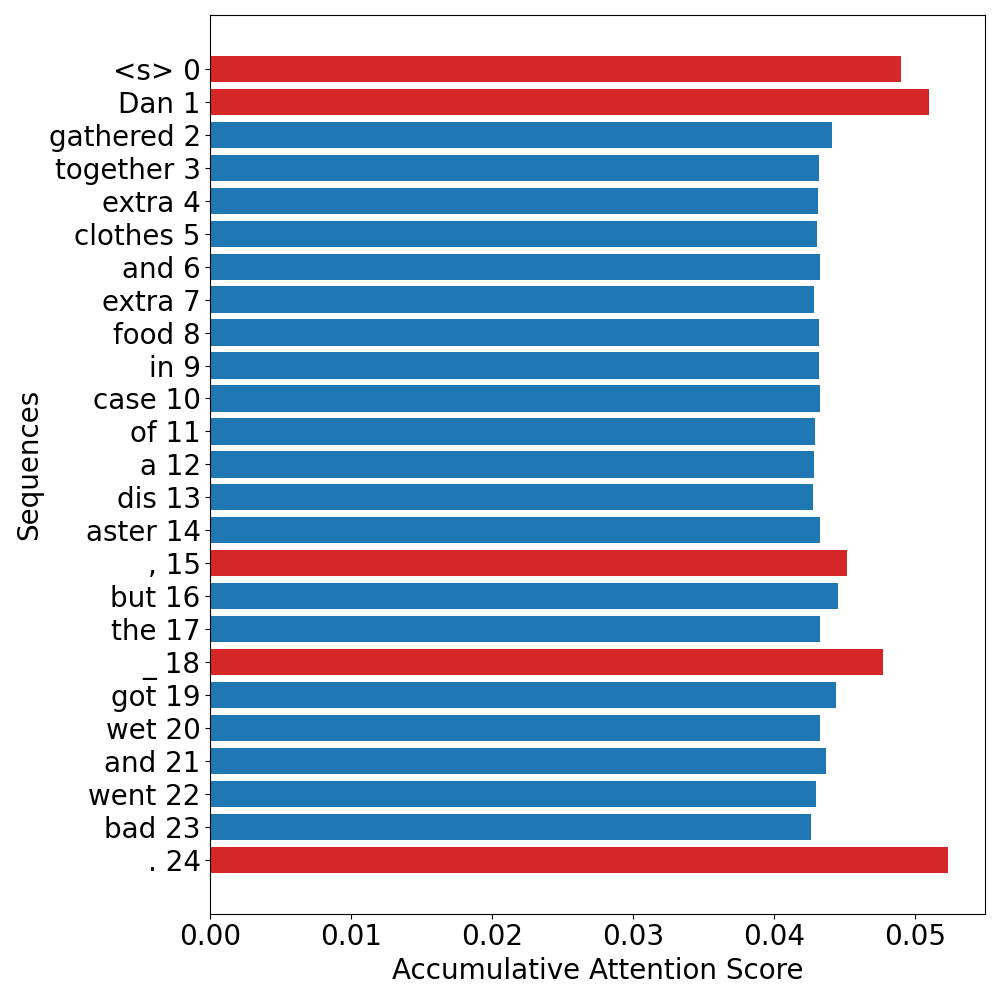 <s> 0
Dan 1
gathered 2
together 3
extra 4
clothes 5
and 6
extra 7
food 8
in 9
case 10
of 11
a 12
dis 13
aster 14
, 15
but 16
the 17
_ 18
got 19
wet 20
and 21
went 22
bad 23
. 24
Sequences
0.00 0.01 0.02 0.03 0.04 0.05
Accumulative Attention Score